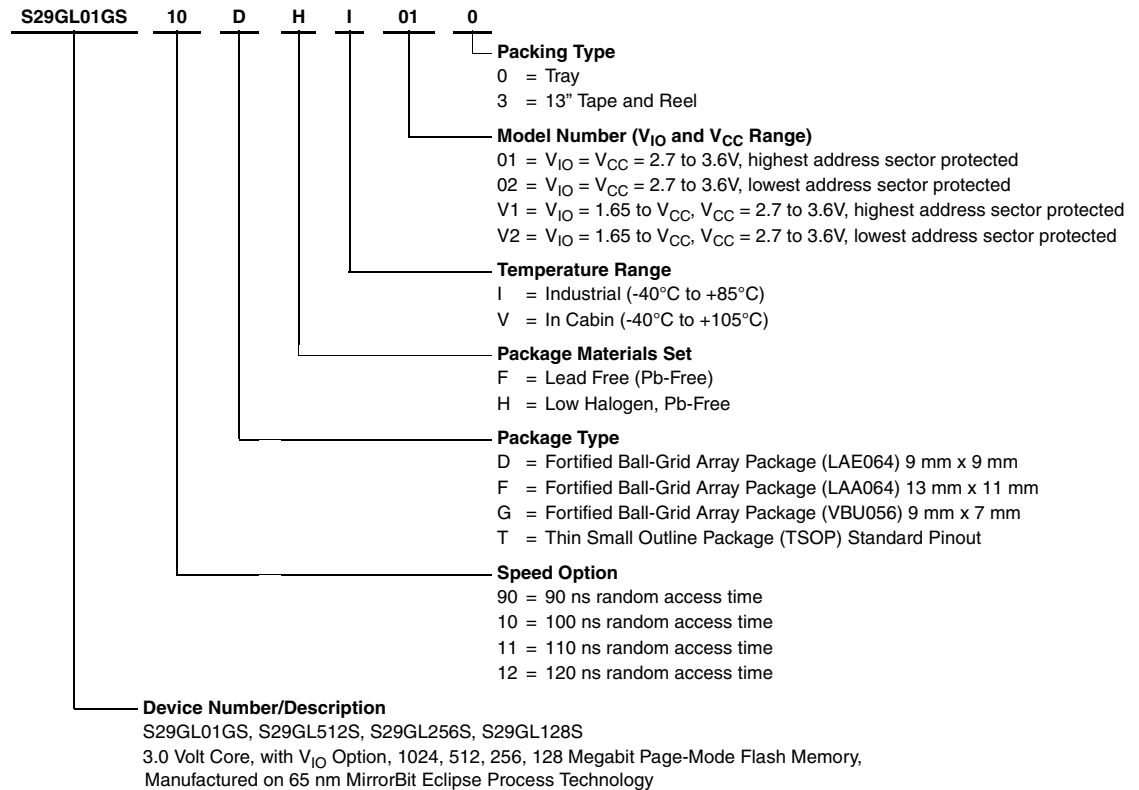 S29GL01GS 10 D H I 01 0
Packing Type
0 = Tray
3 = 13” Tape and Reel
Model Number (VIO and VCC Range)
01 = VIO = VCC = 2.7 to 3.6V, highest address sector protected
02 = VIO = VCC = 2.7 to 3.6V, lowest address sector protected
V1 = VIO = 1.65 to VCC, VCC = 2.7 to 3.6V, highest address sector protected
V2 = VIO = 1.65 to VCC, VCC = 2.7 to 3.6V, lowest address sector protected
Temperature Range
I = Industrial (-40°C to +85°C)
V = In Cabin (-40°C to +105°C)
Package Materials Set
F = Lead Free (Pb-Free)
H = Low Halogen, Pb-Free
Package Type
D = Fortified Ball-Grid Array Package (LAE064) 9 mm x 9 mm
F = Fortified Ball-Grid Array Package (LAA064) 13 mm x 11 mm
G = Fortified Ball-Grid Array Package (VBU056) 9 mm x 7 mm
T = Thin Small Outline Package (TSOP) Standard Pinout
Speed Option
90 = 90 ns random access time
10 = 100 ns random access time
11 = 110 ns random access time
12 = 120 ns random access time
Device Number/Description
S29GL01GS, S29GL512S, S29GL256S, S29GL128S
3.0 Volt Core, with VIO Option, 1024, 512, 256, 128 Megabit Page-Mode Flash Memory,
Manufactured on 65 nm MirrorBit Eclipse Process Technology